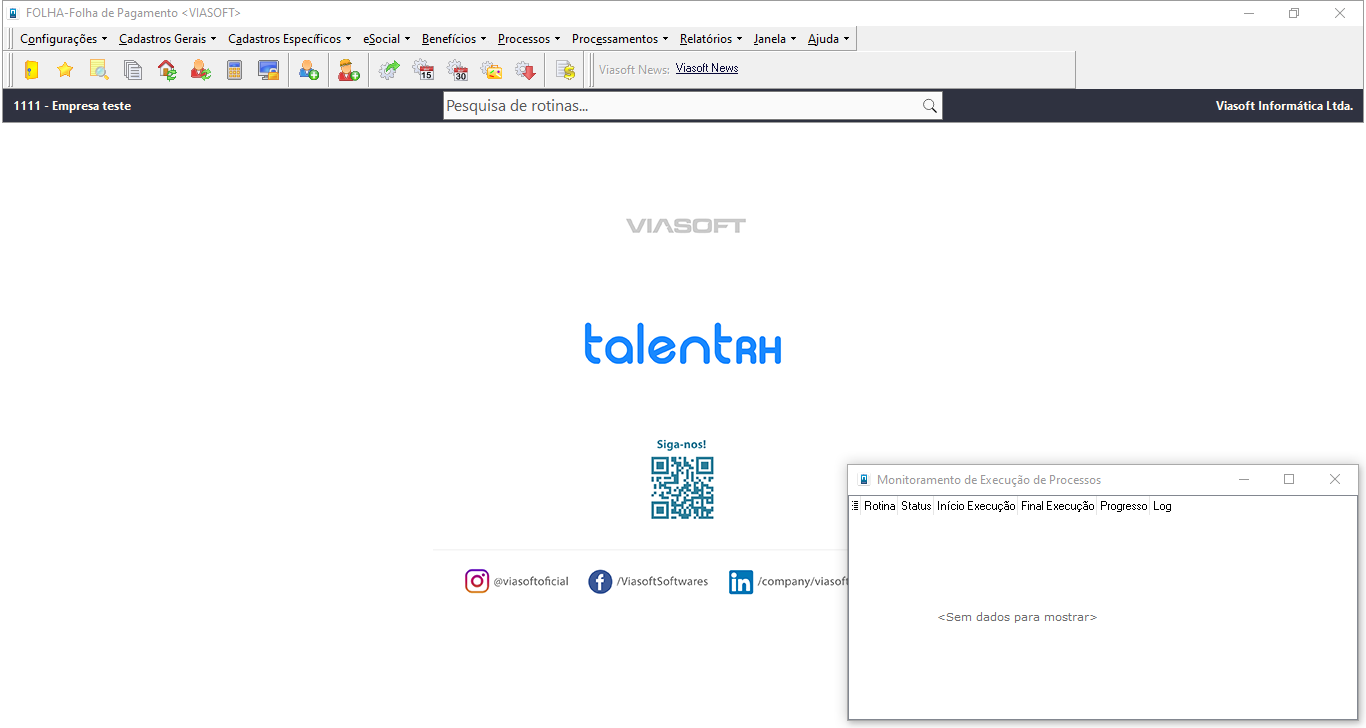 FOLHA-Folha de Pagamento <VIASOFT>
Configurações Cadastros Gerais Cadastros Específicos eSocial Benefícios Processos Processamentos Relatórios Janela Ajuda
15 30 Viasoft News: Viasoft News
1111 - Empresa teste Pesquisa de rotinas... Viasoft Informática Ltda.
VIASOFT
talentRH
Siga-nos!
@viasoftoficial /ViasoftSoftwares /company/viasoft
Monitoramento de Execução de Processos
Rotina Status Início Execução Final Execução Progresso Log
<Sem dados para mostrar>